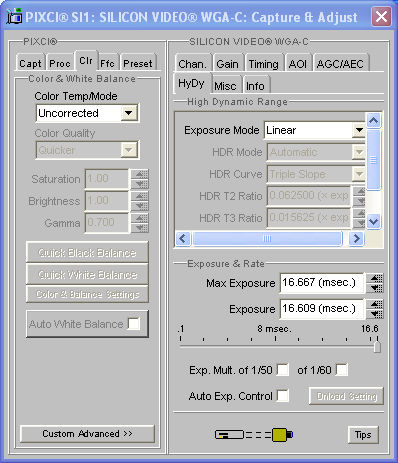 PIXCI® SI1: SILICON VIDEO® WGA-C: Capture & Adjust
PIXCI®
Capt Proc Clr Ffc Preset
Color & White Balance
Color Temp/Mode
Uncorrected
Color Quality
Quicker
Saturation 1.00
Brightness 1.00
Gamma 0.700
Quick Black Balance
Quick White Balance
Color & Balance Settings
Auto White Balance
Custom Advanced >>
SILICON VIDEO® WGA-C
Chan. Gain Timing AOI AGC/AEC
HyDy Misc Info
High Dynamic Range
Exposure Mode Linear
HDR Mode Automatic
HDR Curve Triple Slope
HDR T2 Ratio 0.062500 (× exp
HDR T3 Ratio 0.015625 (× exp
Exposure & Rate
Max Exposure 16.667 (msec.)
Exposure 16.609 (msec.)
.1 8 msec. 16.6
Exp. Mult. of 1/50 of 1/60
Auto Exp. Control Unload Setting
Tips